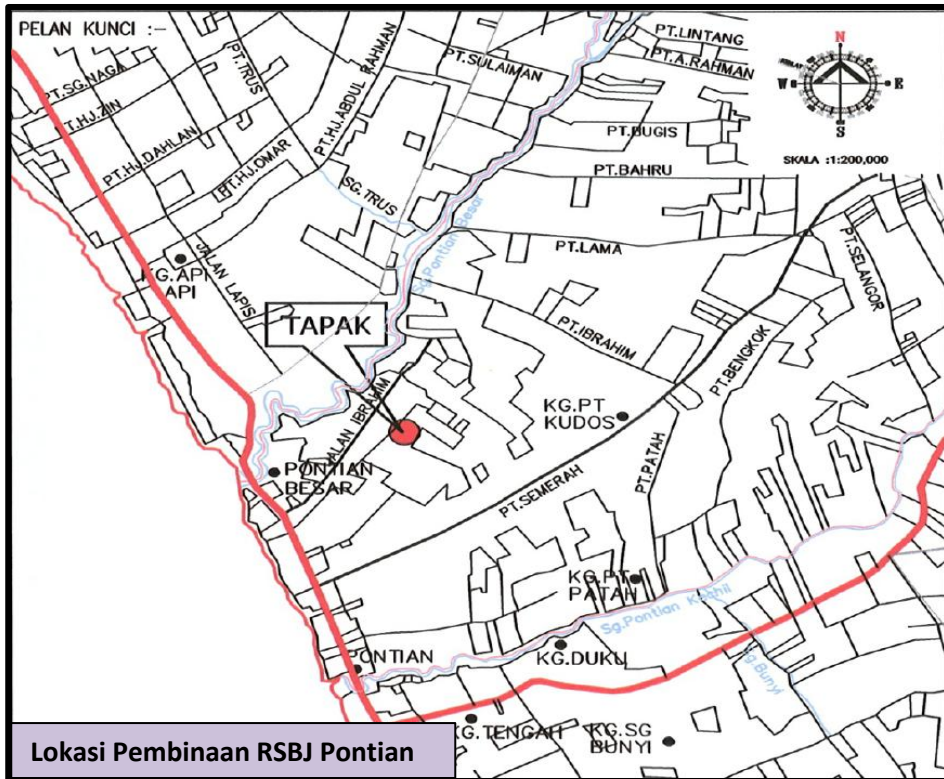 PELAN KUNCI :-
N
W
E
S
SKALA :1:200,000
PT.LINTANG
PT.A.RAHMAN
PT.SULAIMAN
PT.TRUS
PT.SG.NAGA
PT.HJ.ZIN
PT.HJ.DAHLAN
PT.HJ.OMAR
PT.HJ.ABDUL RAHMAN
PT.BUGIS
PT.BAHRU
SG.TRUS
Sg.Pontian Besar
PT.LAMA
PT.SELANGOR
KG.API
API
JALAN LAPIS
TAPAK
PT.IBRAHIM
PT.BENGKOK
JALAN IBRAHIM
KG.PT
KUDOS
PONTIAN
BESAR
PT.SEMERAH
PT.PATAH
KG.PT
PATAH
Sg.Pontian Kechil
Sg.Bunyi
PONTIAN
KG.DUKU
KG.TENGAH
KG.SG
BUNYI
Lokasi Pembinaan RSBJ Pontian